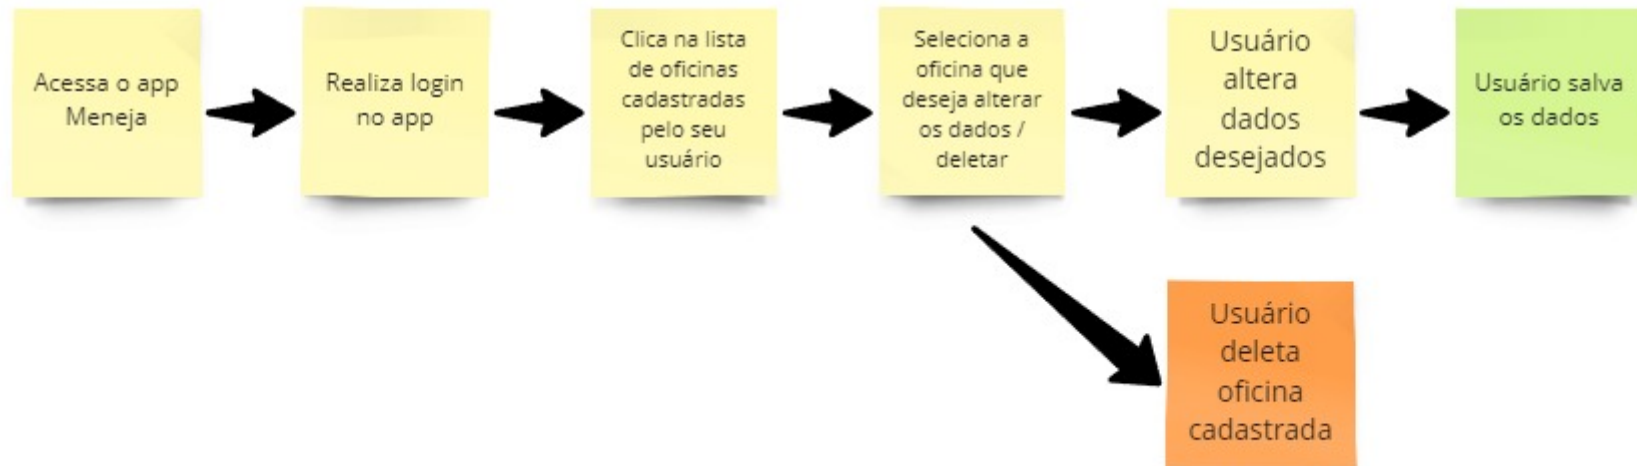 Acessa o app
Meneja
Realiza login
no app
Clica na lista
de oficinas
cadastradas
pelo seu
usuário
Seleciona a
oficina que
deseja alterar
os dados /
deletar
Usuário
altera
dados
desejados
Usuário salva
os dados
Usuário
deleta
oficina
cadastrada